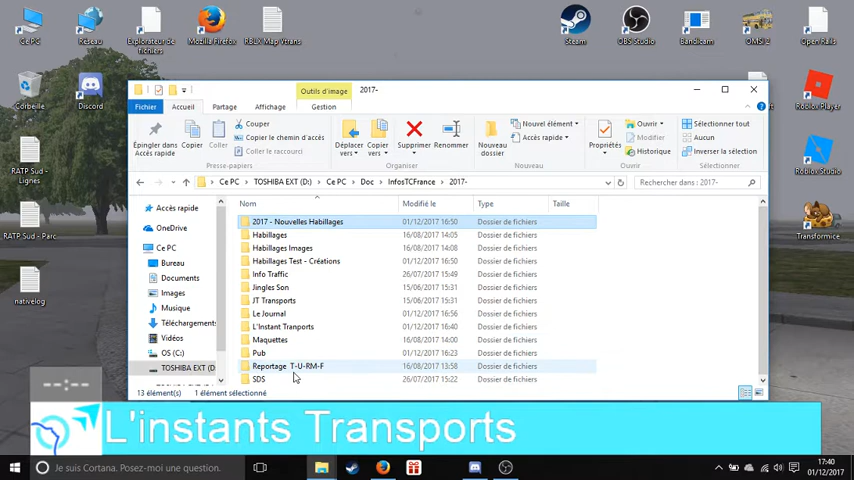 Ce PC
Réseau
Explorateur de
fichiers
Mozilla Firefox
RBLX Map Vtrans
Steam
OBS Studio
Bandicam
OMSI 2
Open Rails
Corbeille
Discord
RATP Sud -
Lignes
RATP Sud - Parc
nativelog
Roblox Player
Roblox Studio
Transformice
Outils d'image
2017-
Fichier
Accueil
Partage
Affichage
Gestion
Épingler dans
Accès rapide
Copier
Coller
Couper
Copier le chemin d'accès
Coller le raccourci
Presse-papiers
Déplacer
vers
Copier
vers
Supprimer
Renommer
Organiser
Nouveau
dossier
Nouvel élément
Accès rapide
Nouveau
Propriétés
Ouvrir
Modifier
Historique
Ouvrir
Sélectionner tout
Aucun
Inverser la sélection
Sélectionner
Ce PC > TOSHIBA EXT (D:) > Ce PC > Doc > InfosTCFrance > 2017-
Rechercher dans : 2017-
Accès rapide
OneDrive
Ce PC
Bureau
Documents
Images
Musique
Téléchargements
Vidéos
OS (C:)
TOSHIBA EXT (D
Nom Modifié le Type Taille
2017 - Nouvelles Habillages 01/12/2017 16:50 Dossier de fichiers
Habillages 16/08/2017 14:05 Dossier de fichiers
Habillages Images 16/08/2017 14:08 Dossier de fichiers
Habillages Test - Créations 01/12/2017 16:50 Dossier de fichiers
Info Traffic 26/07/2017 15:49 Dossier de fichiers
Jingles Son 15/06/2017 15:31 Dossier de fichiers
JT Transports 15/06/2017 15:31 Dossier de fichiers
Le Journal 01/12/2017 16:56 Dossier de fichiers
L'Instant Tranports 01/12/2017 16:40 Dossier de fichiers
Maquettes 16/08/2017 14:00 Dossier de fichiers
Pub 01/12/2017 16:23 Dossier de fichiers
Reportage T-U-RM-F 16/08/2017 13:58 Dossier de fichiers
SDS 26/07/2017 15:22 Dossier de fichiers
13 élément(s) 1 élément sélectionné
--:--
L'instants Transports
Je suis Cortana. Posez-moi une question.
17:40
01/12/2017